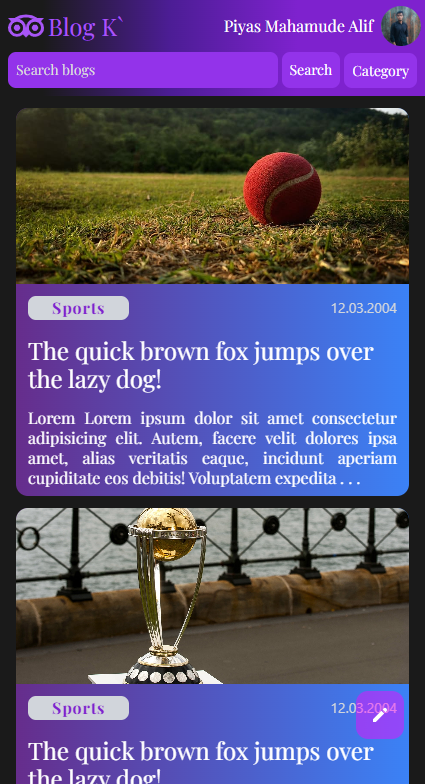 Blog K`
Piyas Mahamude Alif
Search blogs
Search
Category
Sports
12.03.2004
The quick brown fox jumps over
the lazy dog!
Lorem Lorem ipsum dolor sit amet consectetur
adipisicing elit. Autem, facere velit dolores ipsa
amet, alias veritatis eaque, incidunt aperiam
cupiditate eos debitis! Voluptatem expedita . . .
Sports
12.03.2004
The quick brown fox jumps over
the lazy dog!